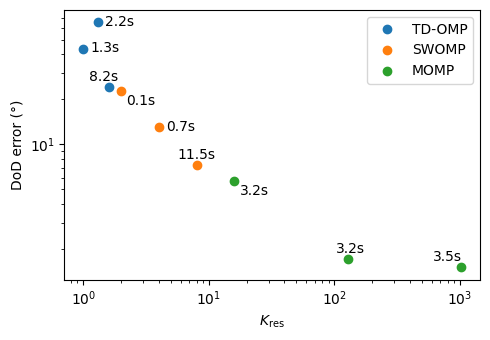 2.2s
TD-OMP
SWOMP
MOMP
1.3s
8.2s
0.1s
0.7s
11.5s
3.2s
3.2s
3.5s
DoD error (°)
10¹
10⁰
10¹
10²
10³
K_res